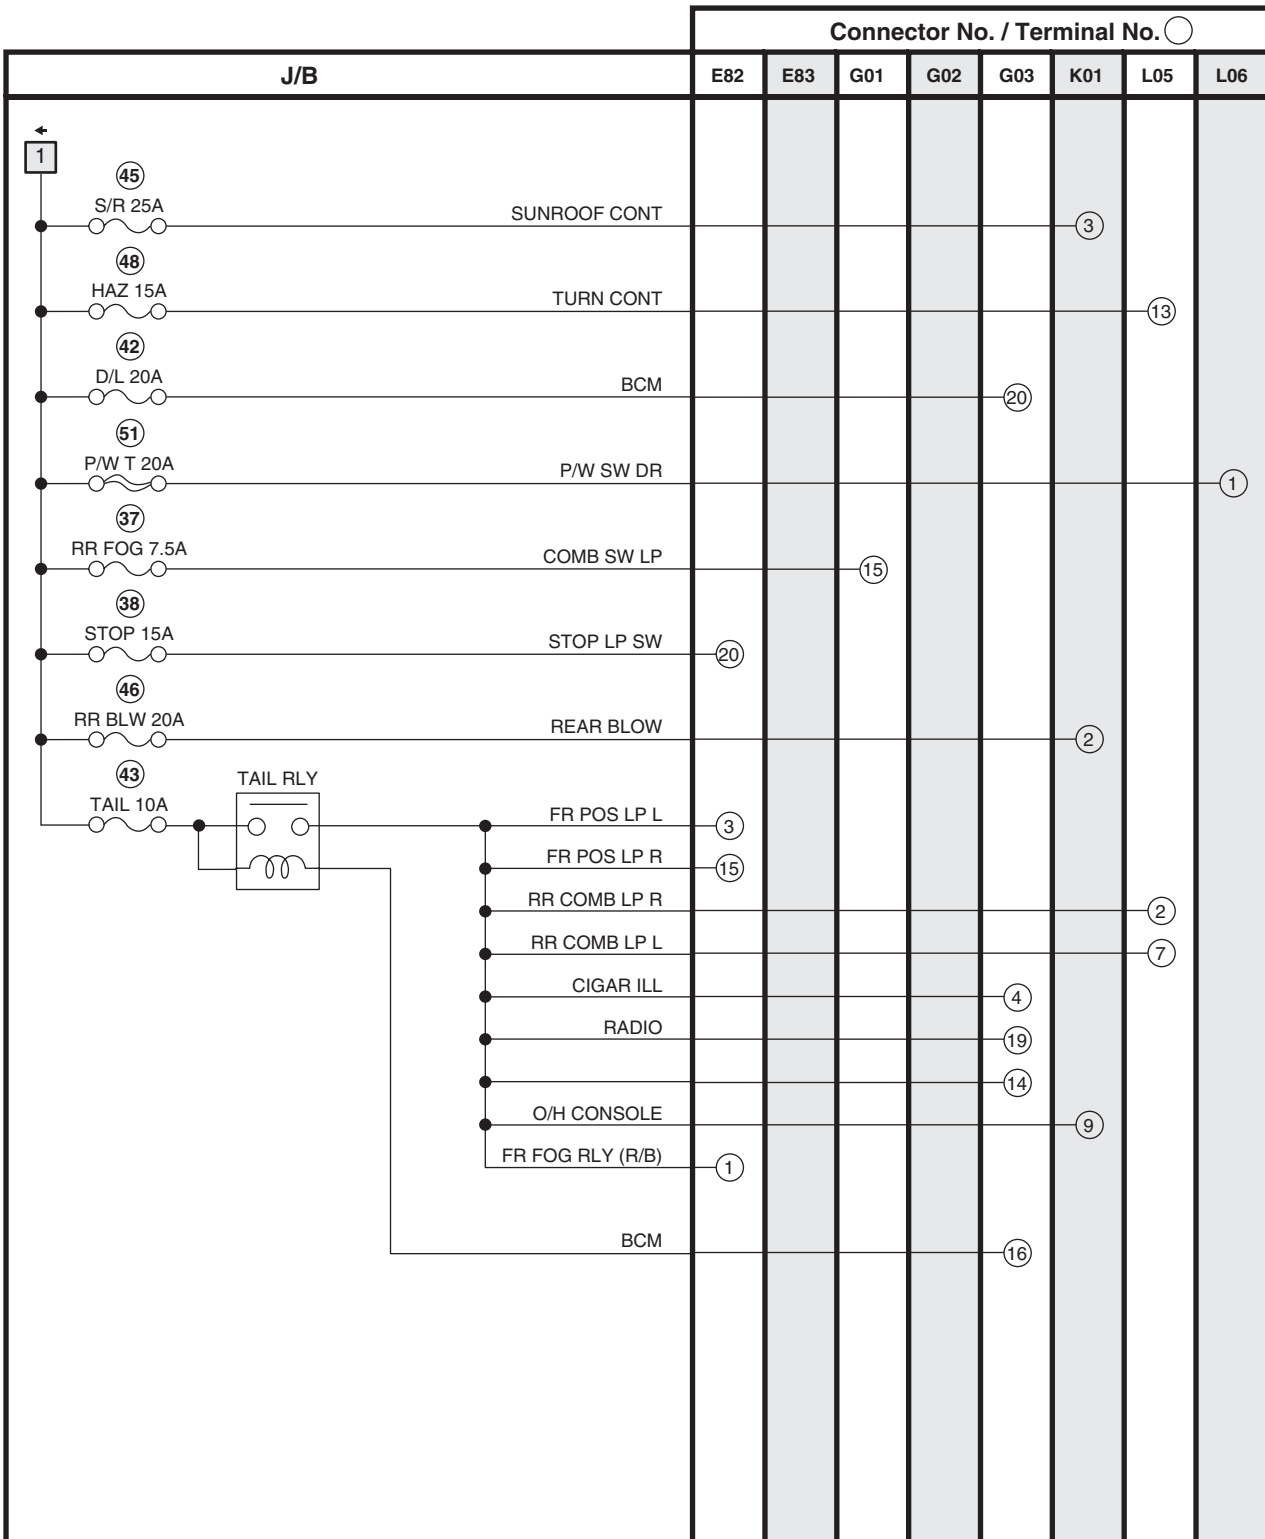 Connector No. / Terminal No.
J/B E82 E83 G01 G02 G03 K01 L05 L06
1
45
S/R 25A SUNROOF CONT 3
48
HAZ 15A TURN CONT 13
42
D/L 20A BCM 20
51
P/W T 20A P/W SW DR 1
37
RR FOG 7.5A COMB SW LP 15
38
STOP 15A STOP LP SW 20
46
RR BLW 20A REAR BLOW 2
43
TAIL RLY
TAIL 10A FR POS LP L 3
FR POS LP R 15
RR COMB LP R 2
RR COMB LP L 7
CIGAR ILL 4
RADIO 19
14
O/H CONSOLE 9
FR FOG RLY (R/B) 1
BCM 16